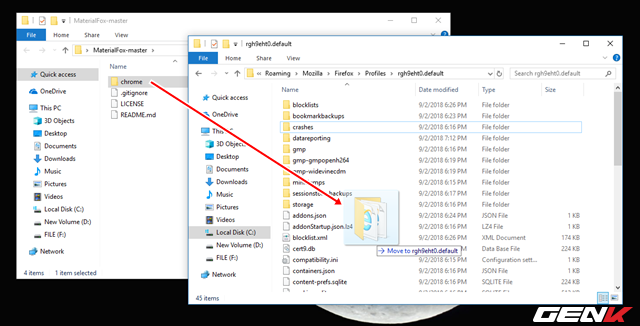 MaterialFox-master
File Home Share View
MaterialFox-master
Quick access
OneDrive
This PC
3D Objects
Desktop
Documents
Downloads
Music
Pictures
Videos
Local Disk (C:)
New Volume (D:)
FILE (F:)
Network
Name
chrome
.gitignore
LICENSE
README.md
4 items 1 item selected
rgh9eht0.default
File Home Share View
Roaming Mozilla Firefox Profiles rgh9eht0.default
Search rgh9eht0.default
Quick access
OneDrive
This PC
3D Objects
Desktop
Documents
Downloads
Music
Pictures
Videos
Local Disk (C:)
New Volume (D:)
FILE (F:)
Network
Name Date modified Type Size
blocklists 9/2/2018 6:26 PM File folder
bookmarkbackups 9/2/2018 6:23 PM File folder
crashes 9/2/2018 6:16 PM File folder
datareporting 9/2/2018 7:12 PM File folder
gmp 9/2/2018 6:16 PM File folder
gmp-gmpopenh264 9/2/2018 6:19 PM File folder
gmp-widevinecdm 9/2/2018 6:19 PM File folder
9/2/2018 6:16 PM File folder
9/2/2018 6:17 PM File folder
storage 9/2/2018 6:16 PM File folder
addons.json 9/2/2018 6:24 PM JSON File 1 KB
addonStartup.json.lz4 9/2/2018 6:16 PM LZ4 File 1 KB
blocklist.xml 9/2/2018 6:26 PM XML Document 174 KB
cert9.db 9/2/2018 6:16 PM Data Base File 224 KB
Move to rgh9eht0.default
compatibility.ini 9/2/2018 6:16 PM Configuration sett... 1 KB
containers.json 9/2/2018 6:16 PM JSON File 1 KB
content-prefs.sqlite 9/2/2018 6:16 PM SQLITE File 224 KB
45 items
GENK